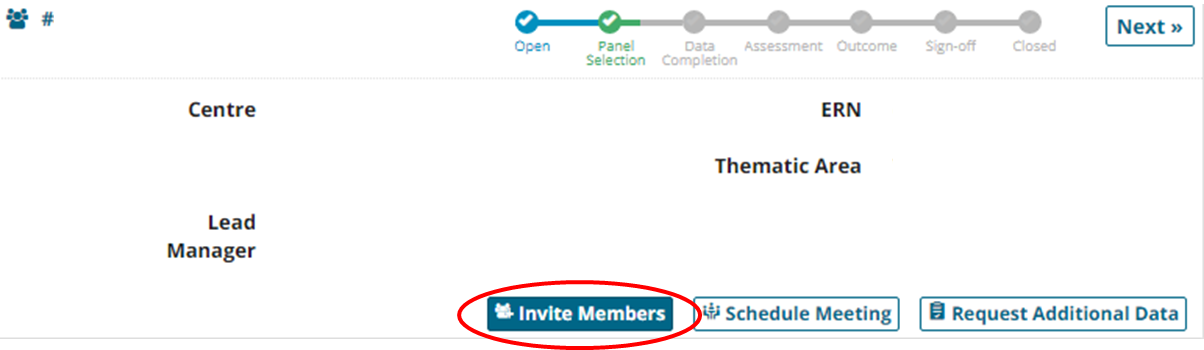 #
Next »
Open
Panel
Selection
Data
Completion
Assessment
Outcome
Sign-off
Closed
Centre
ERN
Thematic Area
Lead
Manager
Invite Members
Schedule Meeting
Request Additional Data